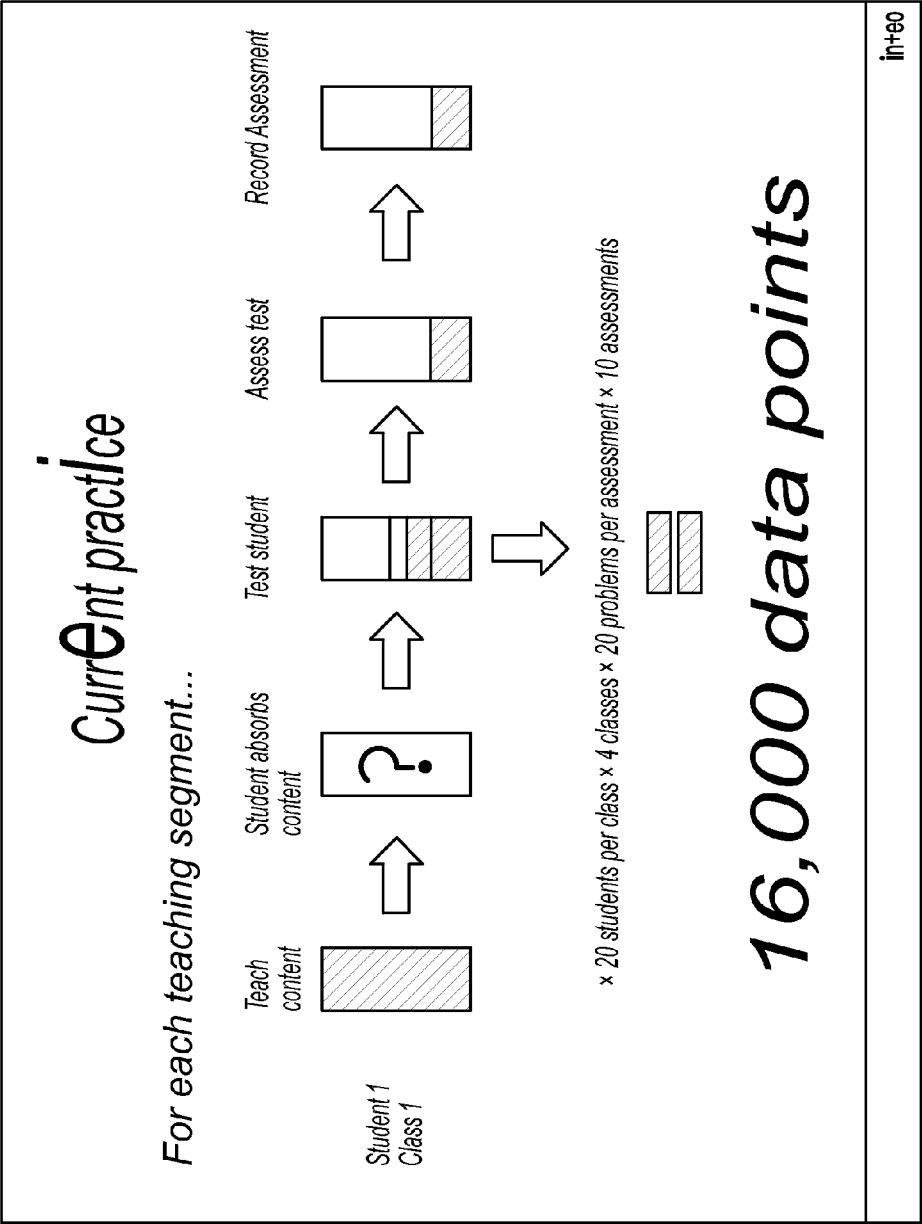 CurrEnt practIce
For each teaching segment...
Teach
content
Student absorbs
content
Test student
Assess test
Record Assessment
Student 1
Class 1
?
× 20 students per class × 4 classes × 20 problems per assessment × 10 assessments
16,000 data points
in+eo